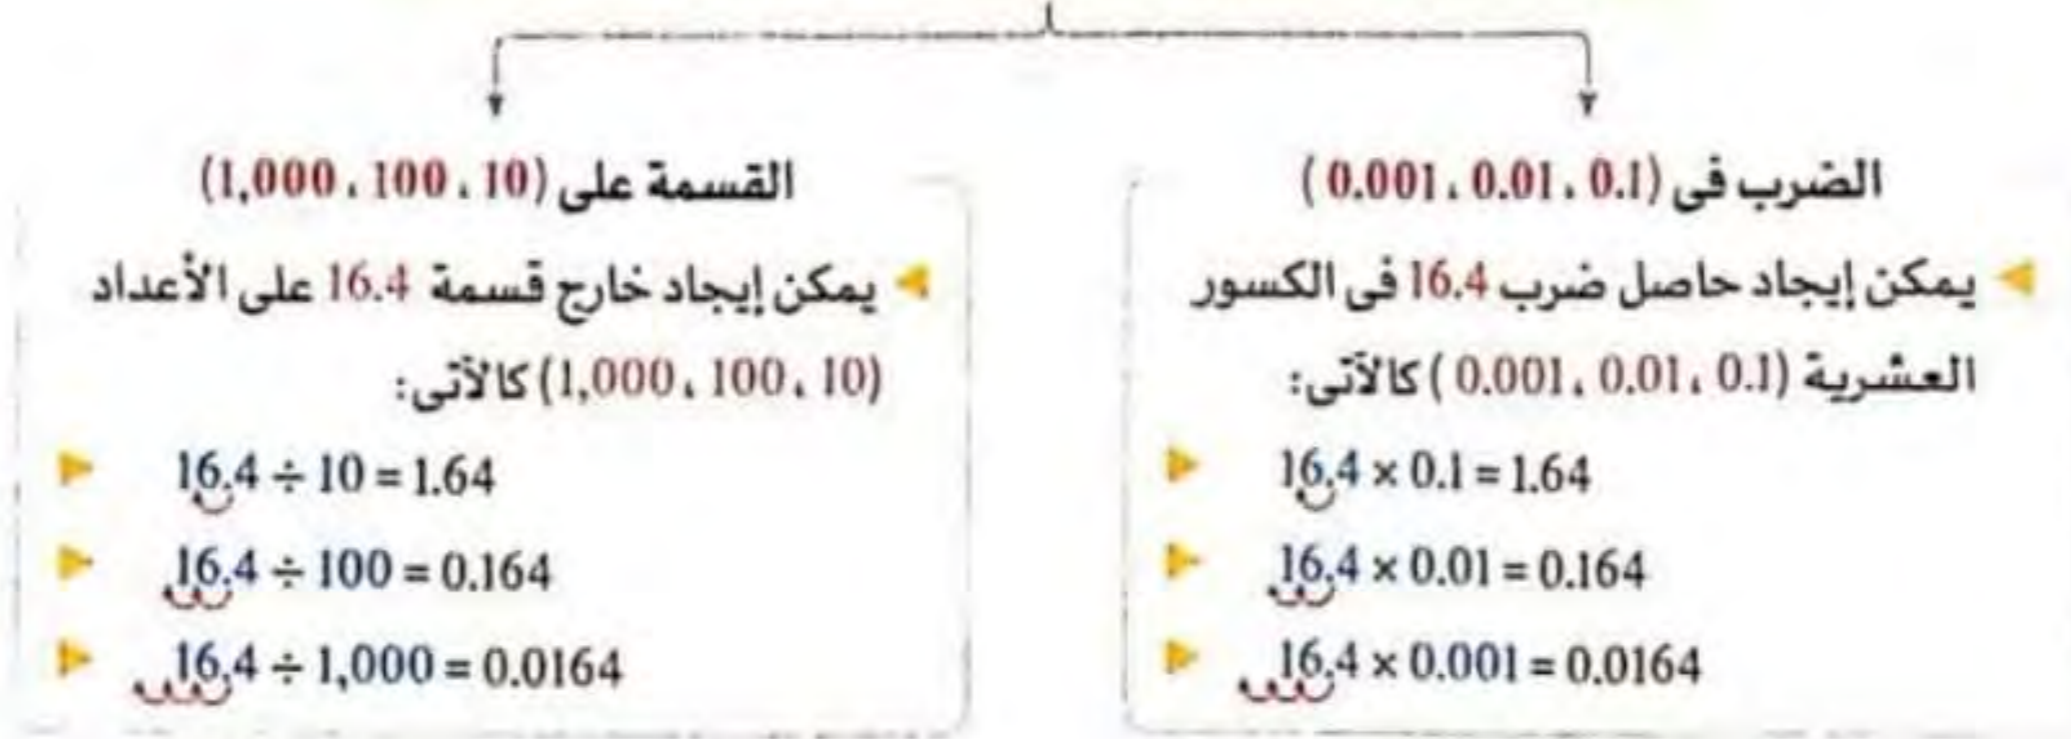 الضرب فى (0.1 ، 0.01 ، 0.001)
يمكن إيجاد حاصل ضرب 16.4 فى الكسور
العشرية (0.1 ، 0.01 ، 0.001) كالآتى:
16.4 × 0.1 = 1.64
16.4 × 0.01 = 0.164
16.4 × 0.001 = 0.0164
القسمة على (10 ، 100 ، 1,000)
يمكن إيجاد خارج قسمة 16.4 على الأعداد
(10 ، 100 ، 1,000) كالآتى:
16.4 ÷ 10 = 1.64
16.4 ÷ 100 = 0.164
16.4 ÷ 1,000 = 0.0164